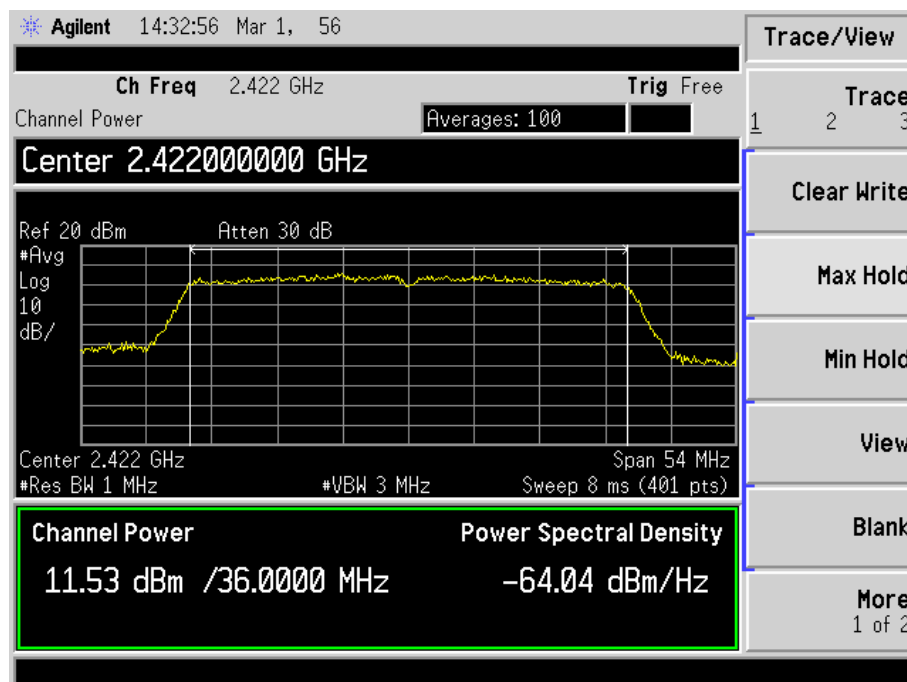 Agilent 14:32:56 Mar 1, 56
Trace/View
Ch Freq 2.422 GHz Trig Free
Channel Power Averages: 100
Trace
1 2 3
Center 2.422000000 GHz
Clear Write
Ref 20 dBm Atten 30 dB
#Avg
Log
10
dB/
Max Hold
Min Hold
View
Center 2.422 GHz Span 54 MHz
#Res BW 1 MHz #VBW 3 MHz Sweep 8 ms (401 pts)
Blank
Channel Power Power Spectral Density
11.53 dBm /36.0000 MHz -64.04 dBm/Hz
More
1 of 2